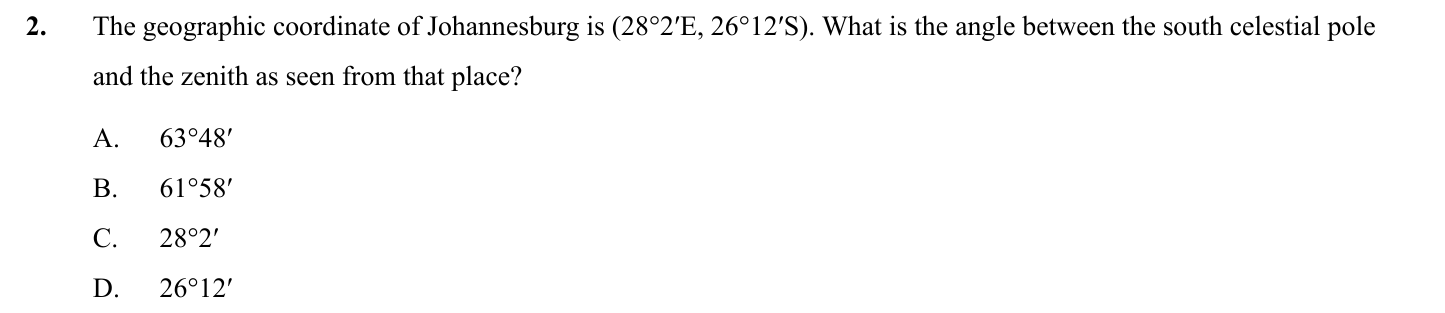 2. The geographic coordinate of Johannesburg is (28°2′E, 26°12′S). What is the angle between the south celestial pole
and the zenith as seen from that place?
A. 63°48′
B. 61°58′
C. 28°2′
D. 26°12′